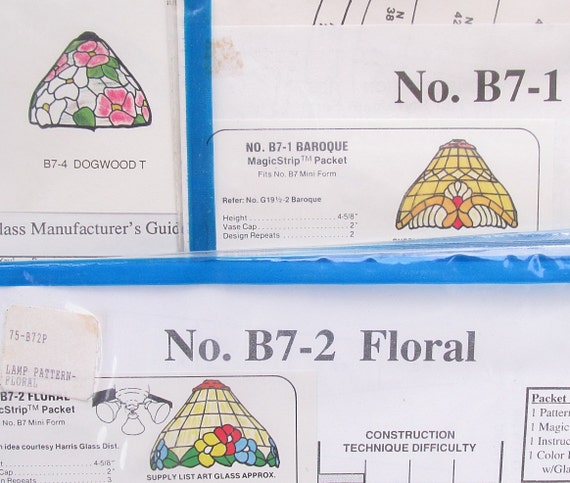 B7-4 DOGWOOD T
lass Manufacturer's Guid
N
38
42
N
No. B7-1
NO. B7-1 BAROQUE
MagicStrip™ Packet
Fits No. B7 Mini Form
Refer: No. G19½-2 Baroque
Height 4-5/8"
Vase Cap 2"
Design Repeats 2
75-B72P
LAMP PATTERN-
FLORAL
No. B7-2 Floral
B7-2 FLORAL
icStrip™ Packet
No. B7 Mini Form
n idea courtesy Harris Glass Dist.
4-5/8"
Cap 2"
n Repeats 3
SUPPLY LIST ART GLASS APPROX.
CONSTRUCTION
TECHNIQUE DIFFICULTY
Packet
1 Pattern
1 Magic
1 Instruc
1 Color
w/Gla